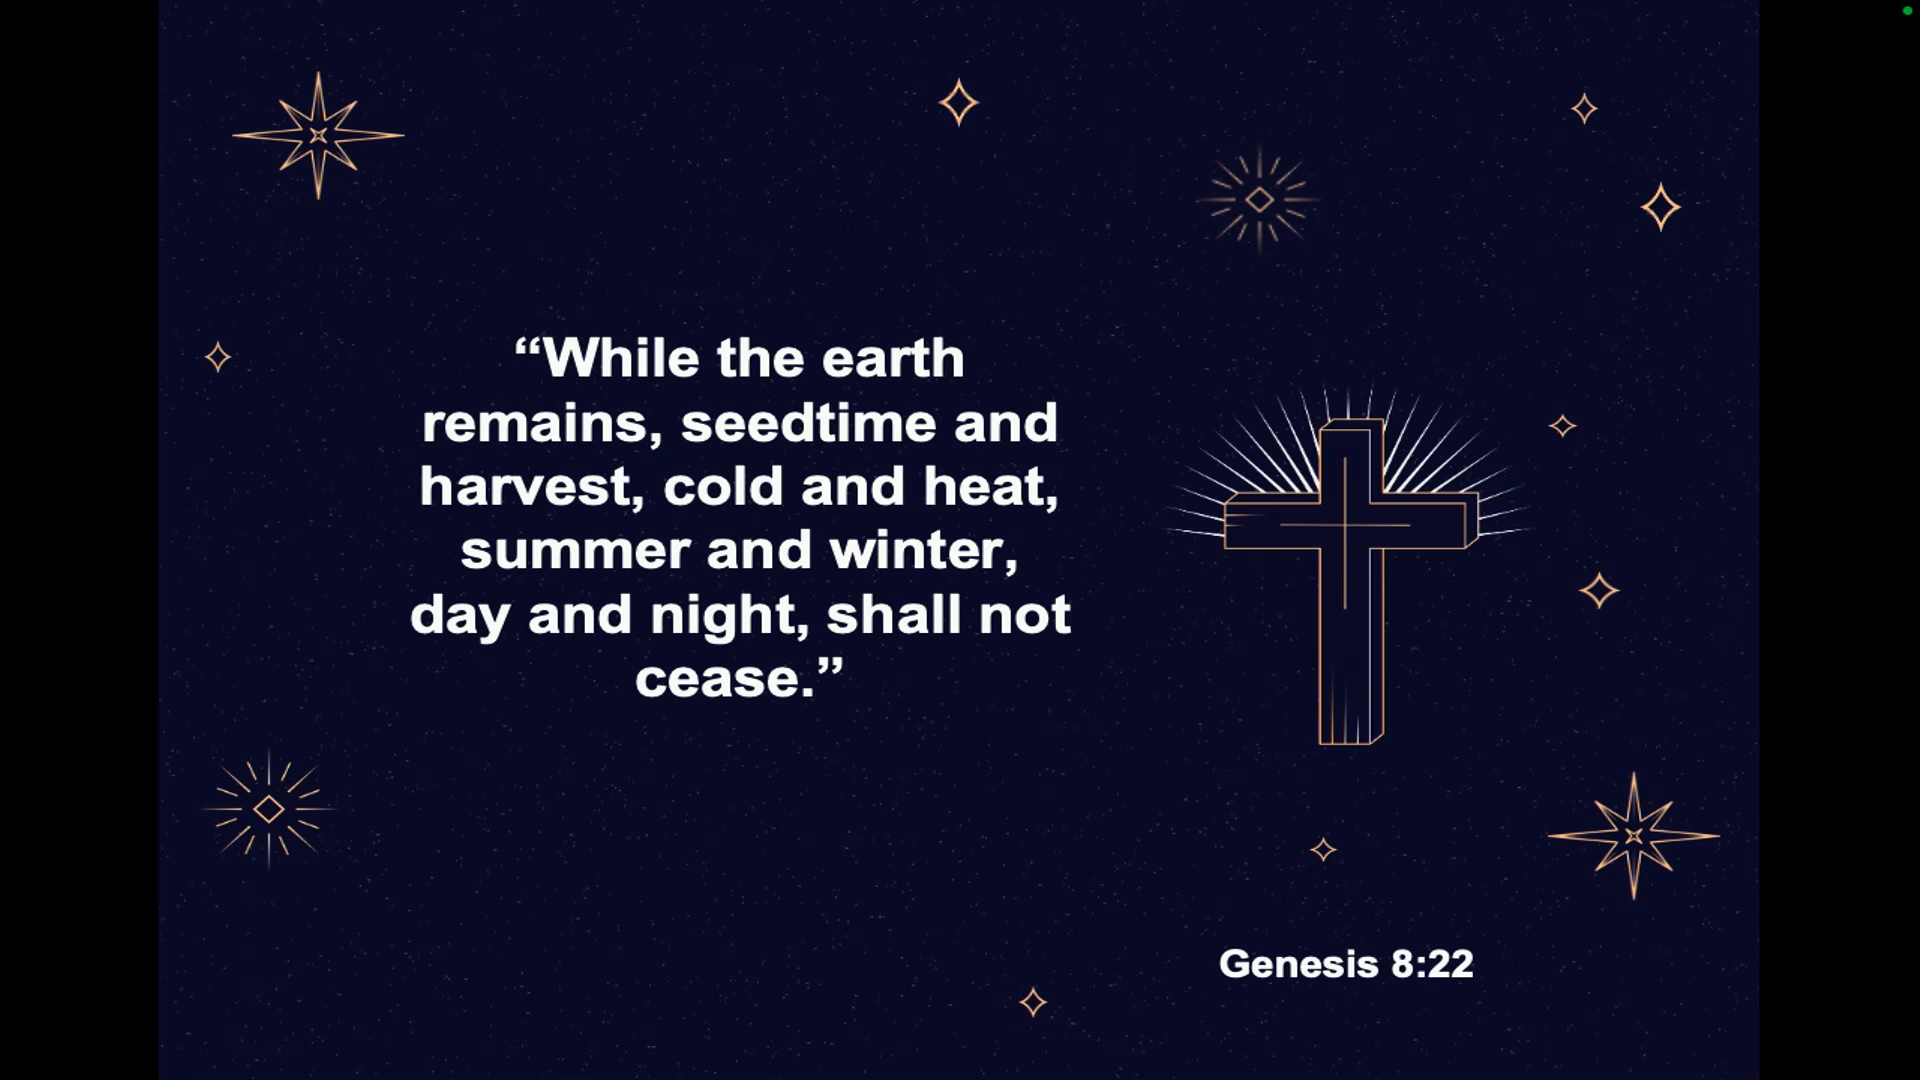 “While the earth
remains, seedtime and
harvest, cold and heat,
summer and winter,
day and night, shall not
cease.”
Genesis 8:22